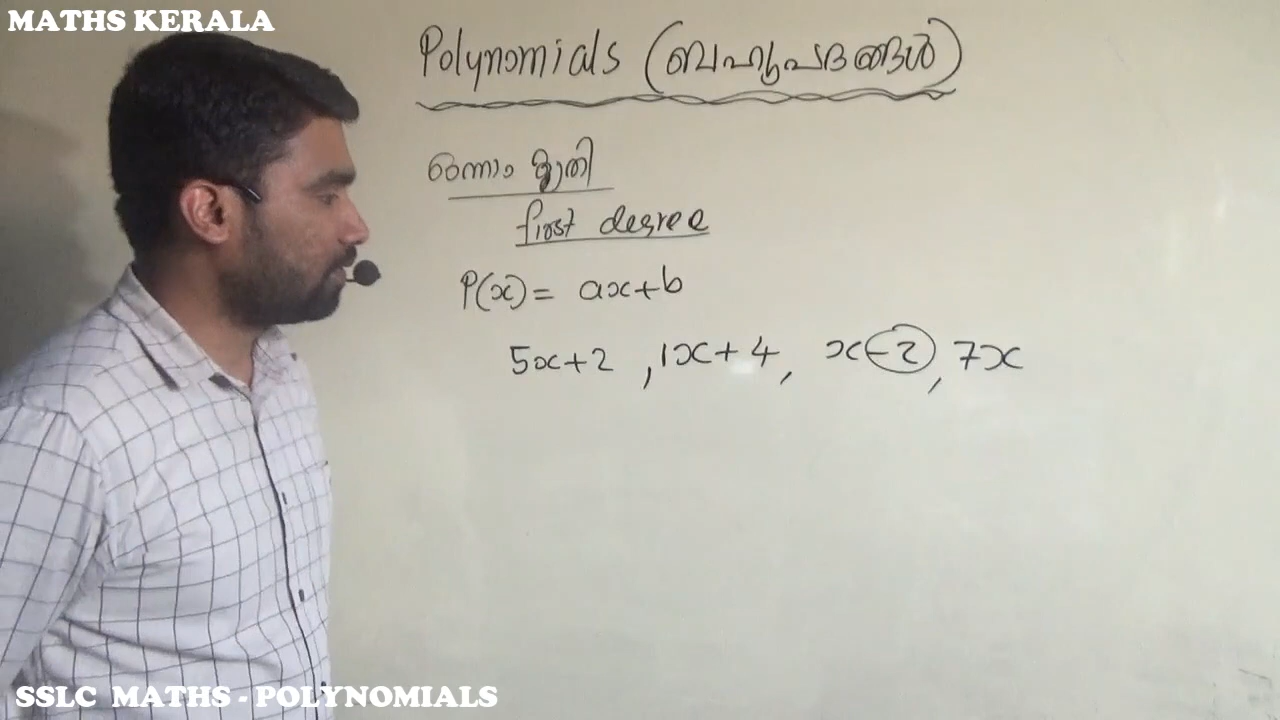 MATHS KERALA
Polynomials (ബഹുപദങ്ങൾ)
ഒന്നാം കൃതി
first degree
P(x) = ax+b
5x+2 , 1x+4, x-2, 7x
SSLC MATHS - POLYNOMIALS